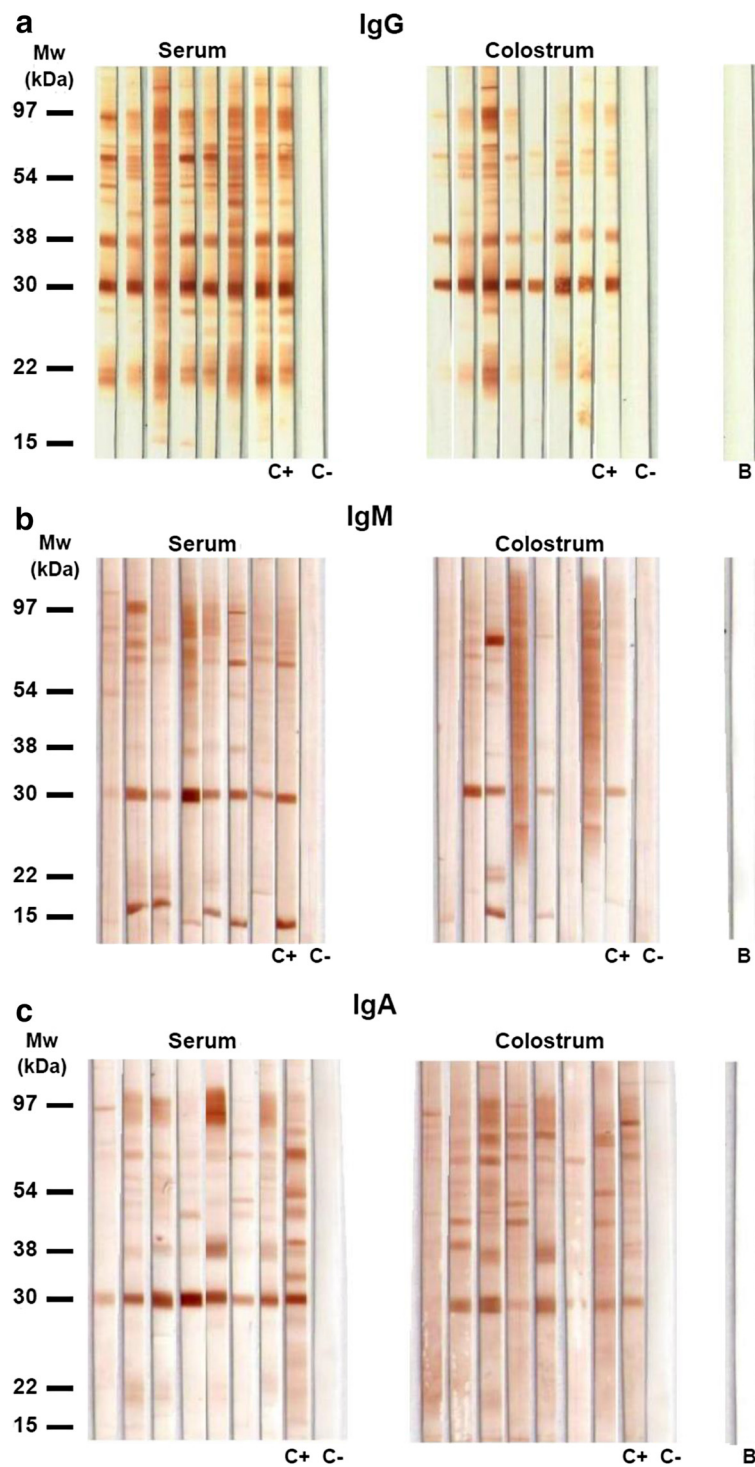 a
IgG
Mw
(kDa)
Serum
Colostrum
97
54
38
30
22
15
C+ C-
C+ C-
B
b
IgM
Mw
(kDa)
Serum
Colostrum
97
54
38
30
22
15
C+ C-
C+ C-
B
c
IgA
Mw
(kDa)
Serum
Colostrum
97
54
38
30
22
15
C+ C-
C+ C-
B